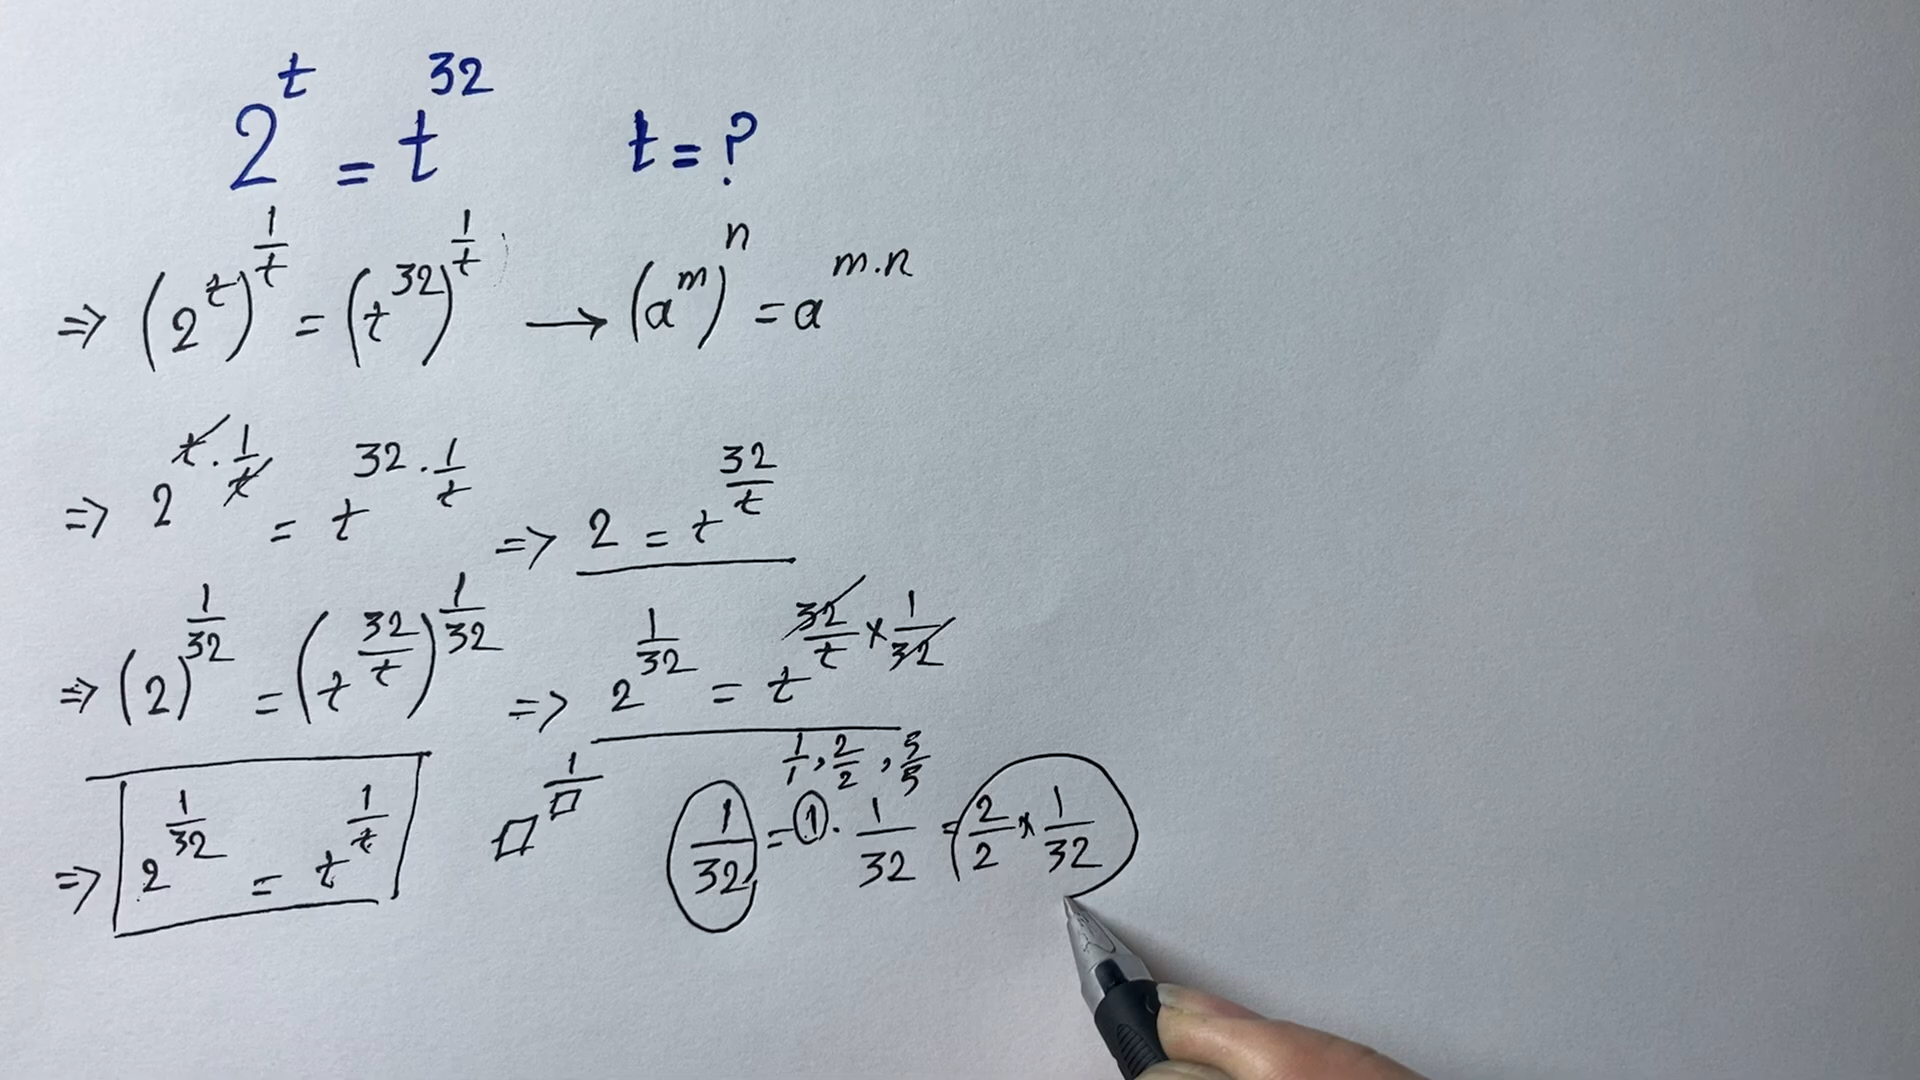 2^t = t^32 t = ?
⇒ (2^t)^(1/t) = (t^32)^(1/t) → (a^m)^n = a^(m.n)
⇒ 2^(t . 1/t) = t^(32 . 1/t) ⇒ 2 = t^(32/t)
⇒ (2)^(1/32) = (t^(32/t))^(1/32) ⇒ 2^(1/32) = t^(32/t × 1/32)
1/1 , 2/2 , 5/5
⇒ 2^(1/32) = t^(1/t) □^(1/□) 1/32 = 1 . 1/32 = 2/2 × 1/32